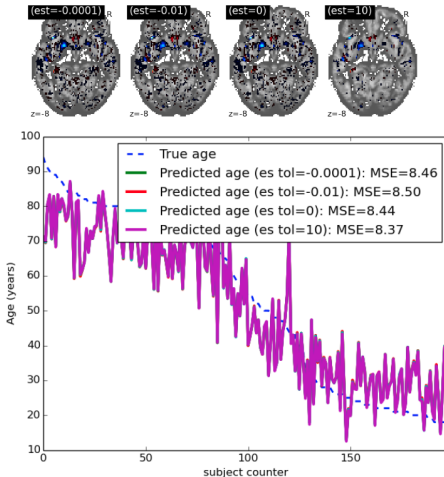 (est=-0.0001) (est=-0.01) (est=0) (est=10)
R R R R
z=-8 z=-8 z=-8 z=-8
100
90
80
70
60
50
40
30
20
10
Age (years)
True age
Predicted age (es tol=-0.0001): MSE=8.46
Predicted age (es tol=-0.01): MSE=8.50
Predicted age (es tol=0): MSE=8.44
Predicted age (es tol=10): MSE=8.37
0 50 100 150
subject counter